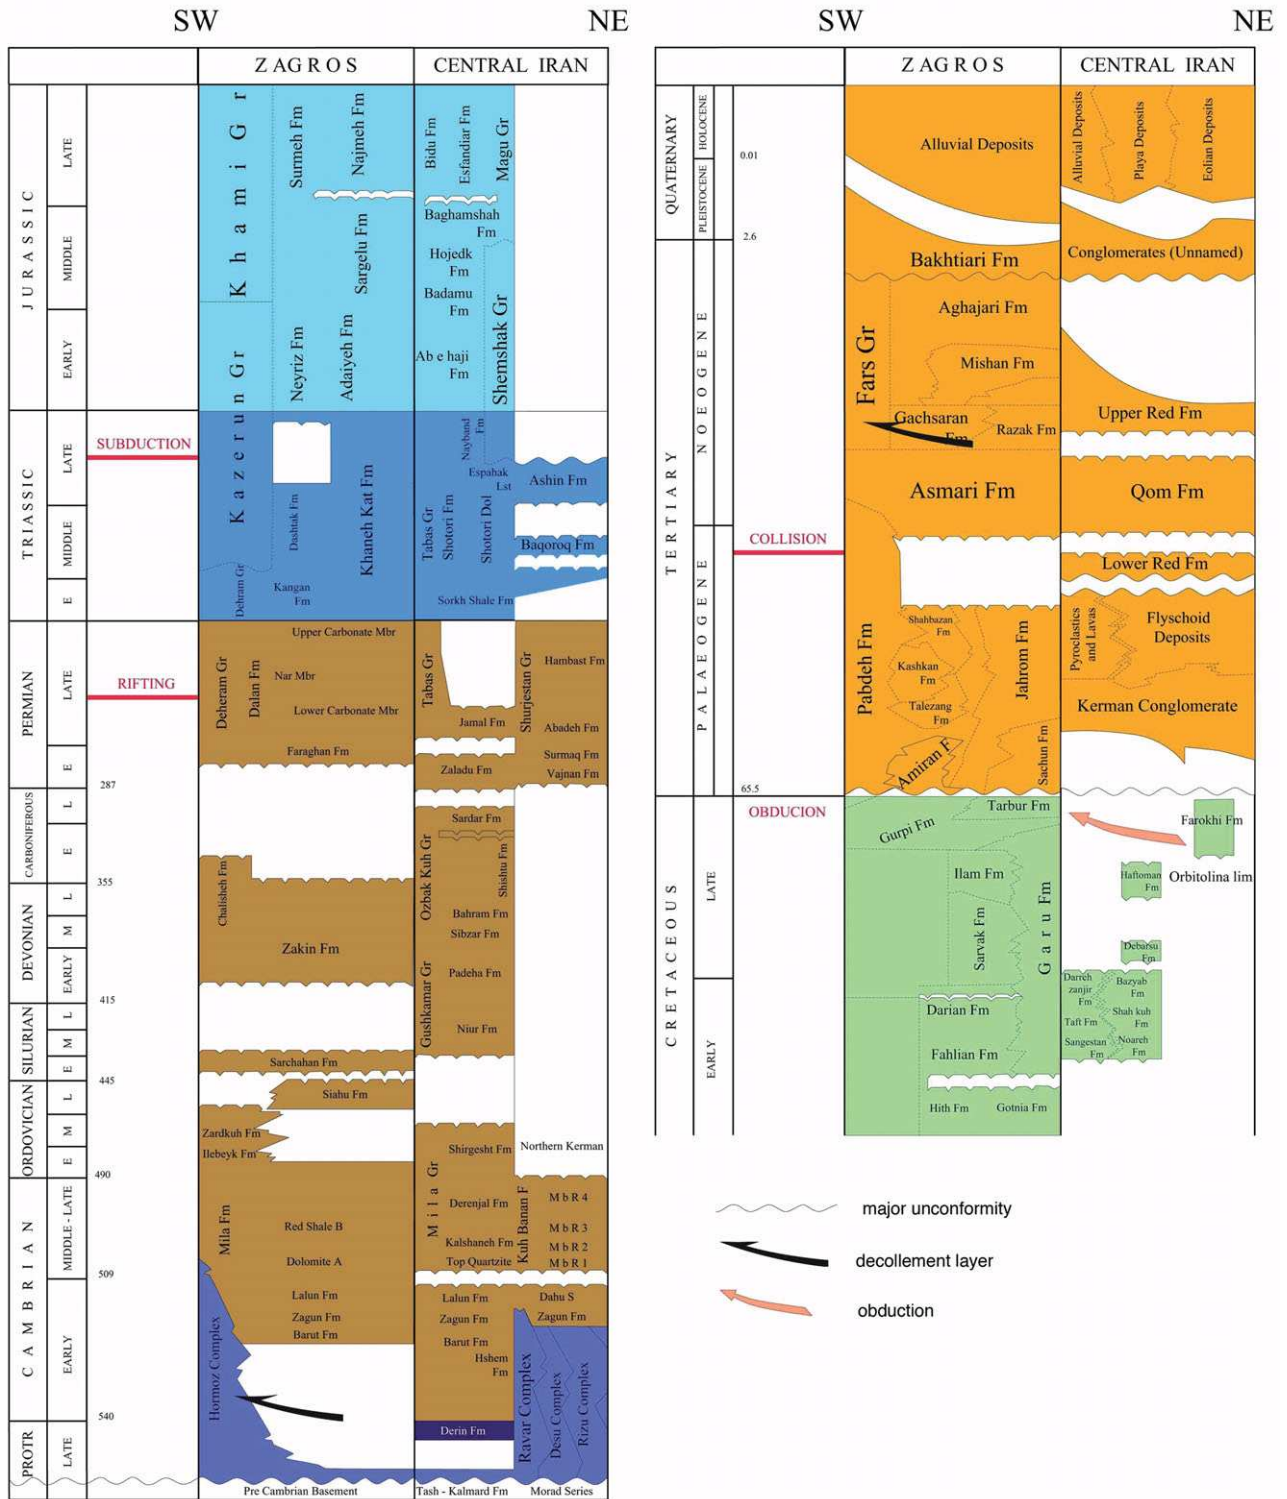 SW
NE
ZAGROS
CENTRAL IRAN
JURASSIC
LATE
MIDDLE
EARLY
Khami Gr
Surmeh Fm
Najmeh Fm
Bidu Fm
Esfandiar Fm
Magu Gr
Baghamshah
Fm
Sargelu Fm
Hojedk
Fm
Badamu
Fm
Kazerun Gr
Neyriz Fm
Adaiyeh Fm
Ab e haji
Fm
Shemshak Gr
TRIASSIC
LATE
MIDDLE
E
SUBDUCTION
Nayband
Fm
Espahak
Lst
Ashin Fm
Dashtak Fm
Khaneh Kat Fm
Tabas Gr
Shotori Fm
Shotori Dol
Baqoroq Fm
Dehram Gr
Kangan
Fm
Sorkh Shale Fm
PERMIAN
LATE
E
RIFTING
Upper Carbonate Mbr
Deheram Gr
Dalan Fm
Nar Mbr
Lower Carbonate Mbr
Faraghan Fm
Tabas Gr
Shurjestan Gr
Hambast Fm
Jamal Fm
Abadeh Fm
Surmaq Fm
Zaladu Fm
Vajnan Fm
287
CARBONIFEROUS
L
E
Sardar Fm
Ozbak Kuh Gr
Shishtu Fm
Chalisheh Fm
355
DEVONIAN
L
M
EARLY
Bahram Fm
Sibzar Fm
Zakin Fm
Padeha Fm
Gushkamar Gr
415
SILURIAN
L
M
E
Niur Fm
Sarchahan Fm
445
ORDOVICIAN
L
M
E
Siahu Fm
Zardkuh Fm
Ilebeyk Fm
Shirgesht Fm
Northern Kerman
490
CAMBRIAN
MIDDLE - LATE
EARLY
Mila Fm
Red Shale B
Dolomite A
Mila Gr
Derenjal Fm
Kalshaneh Fm
Top Quartzite
Kuh Banan F
M b R 4
M b R 3
M b R 2
M b R 1
509
Lalun Fm
Zagun Fm
Barut Fm
Lalun Fm
Zagun Fm
Barut Fm
Hshem
Fm
Dahu S
Zagun Fm
Hormoz Complex
Ravar Complex
Desu Complex
Rizu Complex
540
PROTR
LATE
Derin Fm
Pre Cambrian Basement
Tash - Kalmard Fm
Morad Series
SW
NE
ZAGROS
CENTRAL IRAN
QUATERNARY
HOLOCENE
PLEISTOCENE
0.01
2.6
Alluvial Deposits
Alluvial Deposits
Playa Deposits
Eolian Deposits
Bakhtiari Fm
Conglomerates (Unnamed)
TERTIARY
NOEOGENE
PALAEOGENE
Fars Gr
Aghajari Fm
Mishan Fm
Gachsaran
Fm
Razak Fm
Upper Red Fm
Asmari Fm
Qom Fm
COLLISION
Lower Red Fm
Pabdeh Fm
Shahbazan
Fm
Kashkan
Fm
Talezang
Fm
Amiran F
Jahrom Fm
Sachun Fm
Pyroclastics
and Lavas
Flyschoid
Deposits
Kerman Conglomerate
65.5
OBDUCION
CRETACEOUS
LATE
EARLY
Tarbur Fm
Gurpi Fm
Farokhi Fm
Ilam Fm
Haftoman
Fm
Orbitolina lim
Sarvak Fm
Garu Fm
Debarsu
Fm
Darreh
zanjir
Fm
Bazyab
Fm
Darian Fm
Taft Fm
Shah kuh
Fm
Fahlian Fm
Sangestan
Fm
Noareh
Fm
Hith Fm
Gotnia Fm
major unconformity
decollement layer
obduction